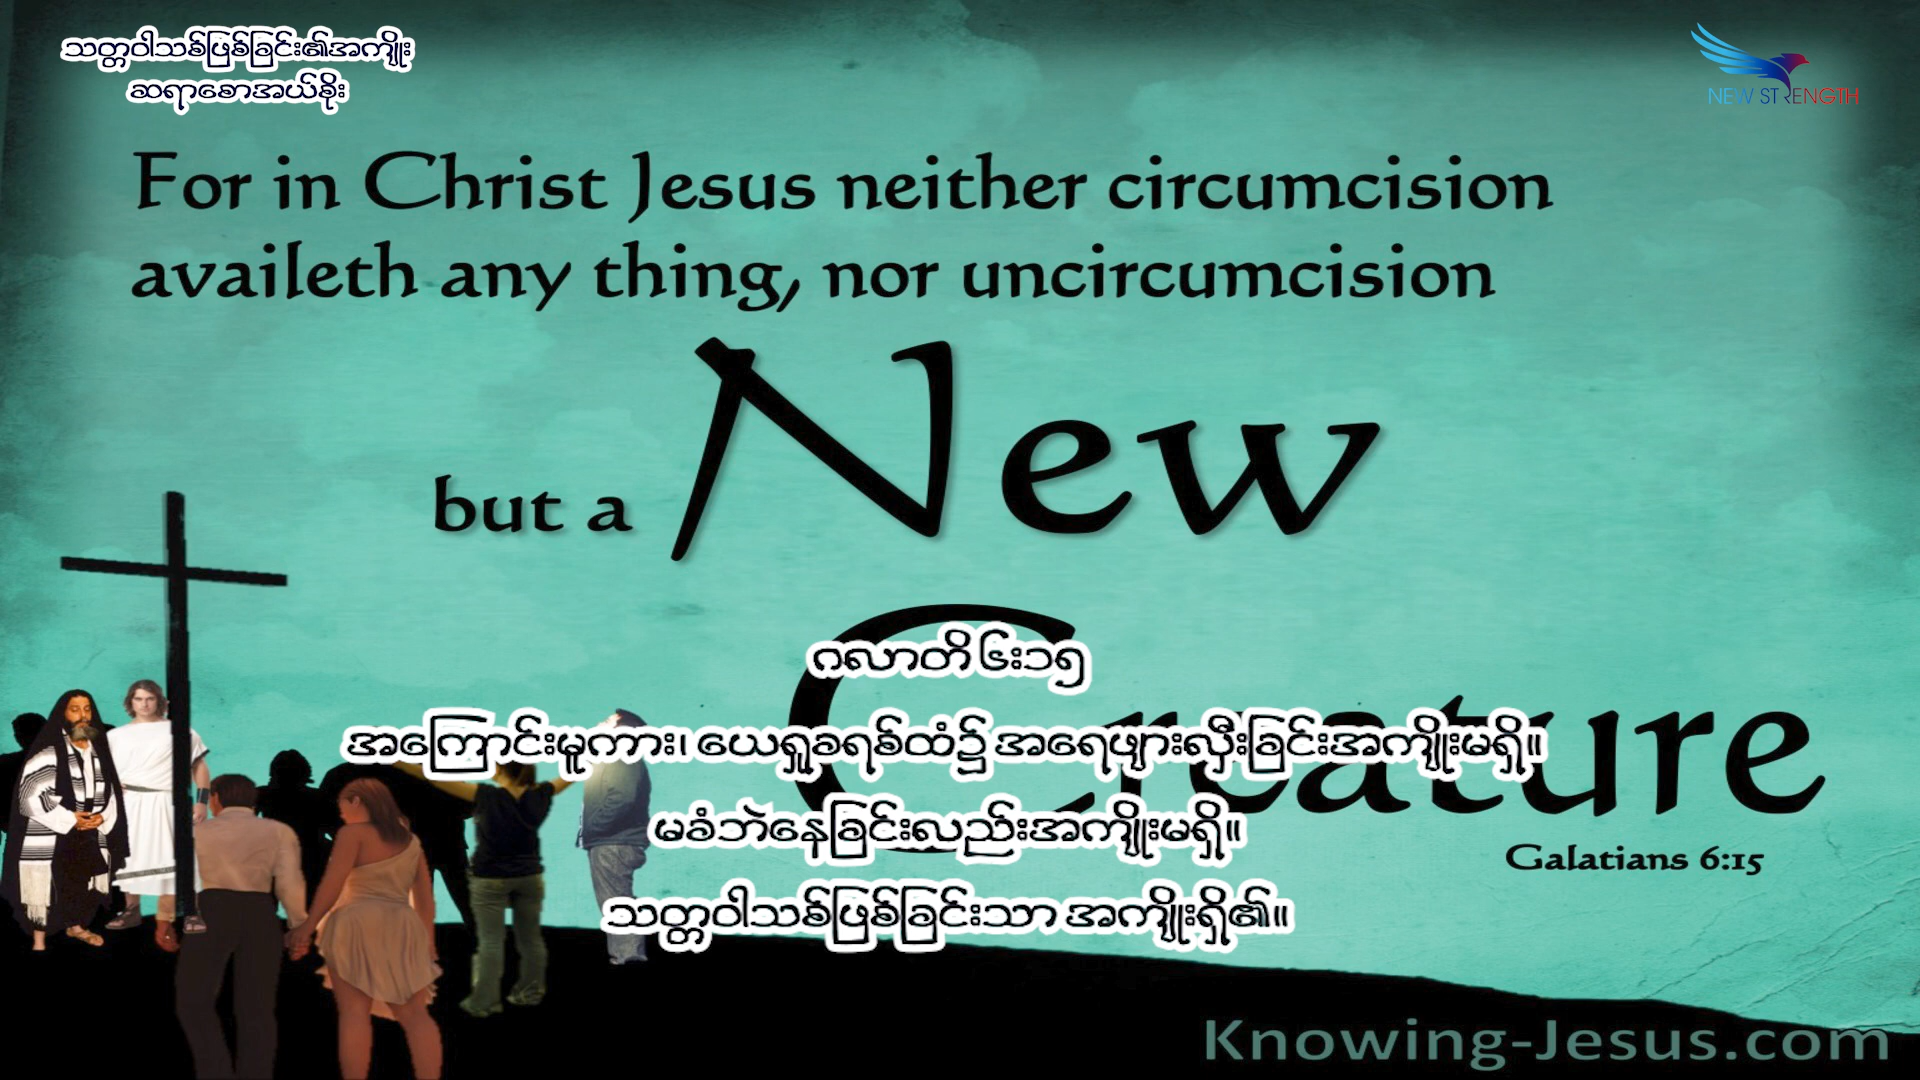 သတ္တဝါသစ်ဖြစ်ခြင်း၏အကျိုး
ဆရာစောအယ်ခိုး
NEW STRENGTH
For in Christ Jesus neither circumcision
availeth any thing, nor uncircumcision
but a New
Creature
ဂလာတိ ၆း၁၅
အကြောင်းမူကား၊ ယေရှုခရစ်ထံ၌ အရေဖျားလှီးခြင်းအကျိုးမရှိ။
မခံဘဲနေခြင်းလည်းအကျိုးမရှိ။
သတ္တဝါသစ်ဖြစ်ခြင်းသာ အကျိုးရှိ၏။
Galatians 6:15
Knowing-Jesus.com